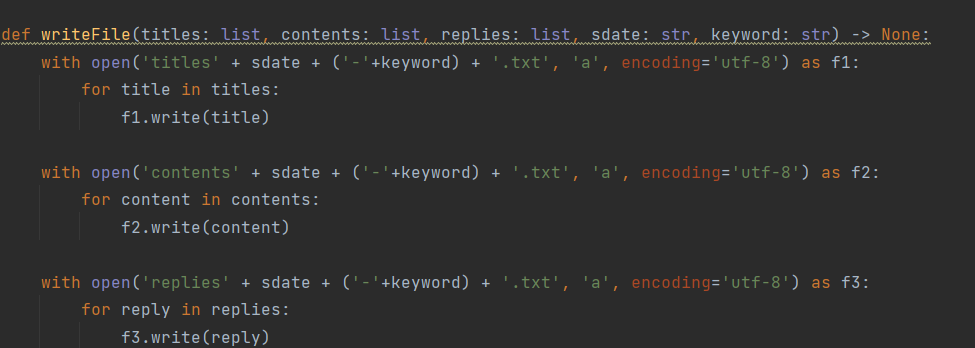 def writeFile(titles: list, contents: list, replies: list, sdate: str, keyword: str) -> None:
    with open('titles' + sdate + ('-'+keyword) + '.txt', 'a', encoding='utf-8') as f1:
        for title in titles:
            f1.write(title)

    with open('contents' + sdate + ('-'+keyword) + '.txt', 'a', encoding='utf-8') as f2:
        for content in contents:
            f2.write(content)

    with open('replies' + sdate + ('-'+keyword) + '.txt', 'a', encoding='utf-8') as f3:
        for reply in replies:
            f3.write(reply)